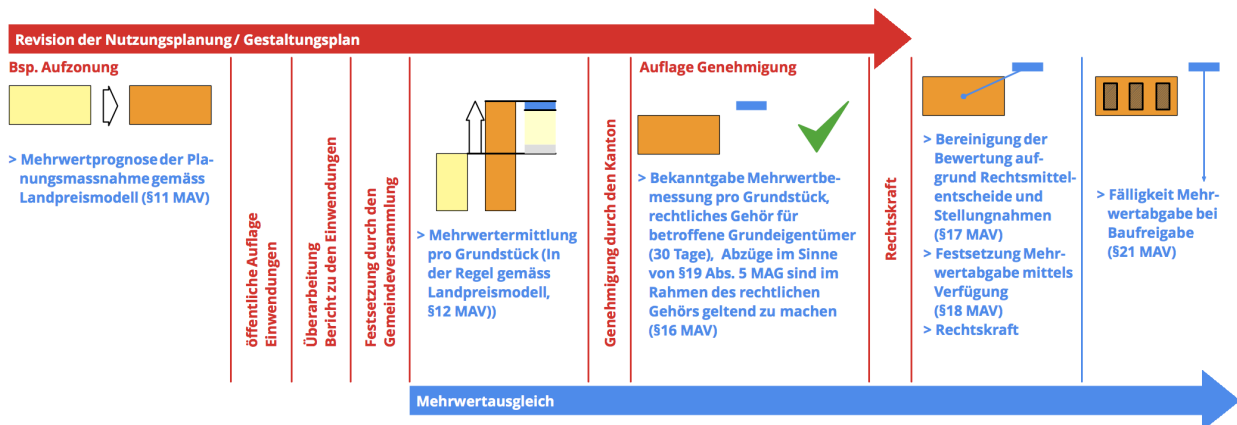 Revision der Nutzungsplanung / Gestaltungsplan
Bsp. Aufzonung
> Mehrwertprognose der Pla-
nungsmassnahme gemäss
Landpreismodell (§11 MAV)
öffentliche Auflage
Einwendungen
Überarbeitung
Bericht zu den Einwendungen
Festsetzung durch den
Gemeindeversammlung
> Mehrwertermittlung
pro Grundstück (In
der Regel gemäss
Landpreismodell,
§12 MAV))
Genehmigung durch den Kanton
Auflage Genehmigung
> Bekanntgabe Mehrwertbe-
messung pro Grundstück,
rechtliches Gehör für
betroffene Grundeigentümer
(30 Tage), Abzüge im Sinne
von §19 Abs. 5 MAG sind im
Rahmen des rechtlichen
Gehörs geltend zu machen
(§16 MAV)
Rechtskraft
> Bereinigung der
Bewertung auf-
grund Rechtsmittel-
entscheide und
Stellungnahmen
(§17 MAV)
> Festsetzung Mehr-
wertabgabe mittels
Verfügung
(§18 MAV)
> Rechtskraft
> Fälligkeit Mehr-
wertabgabe bei
Baufreigabe
(§21 MAV)
Mehrwertausgleich